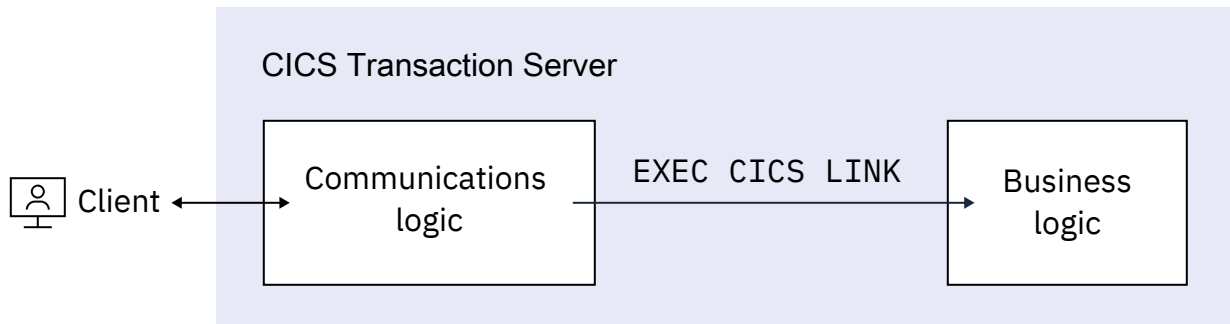 CICS Transaction Server
Client
Communications
logic
EXEC CICS LINK
Business
logic